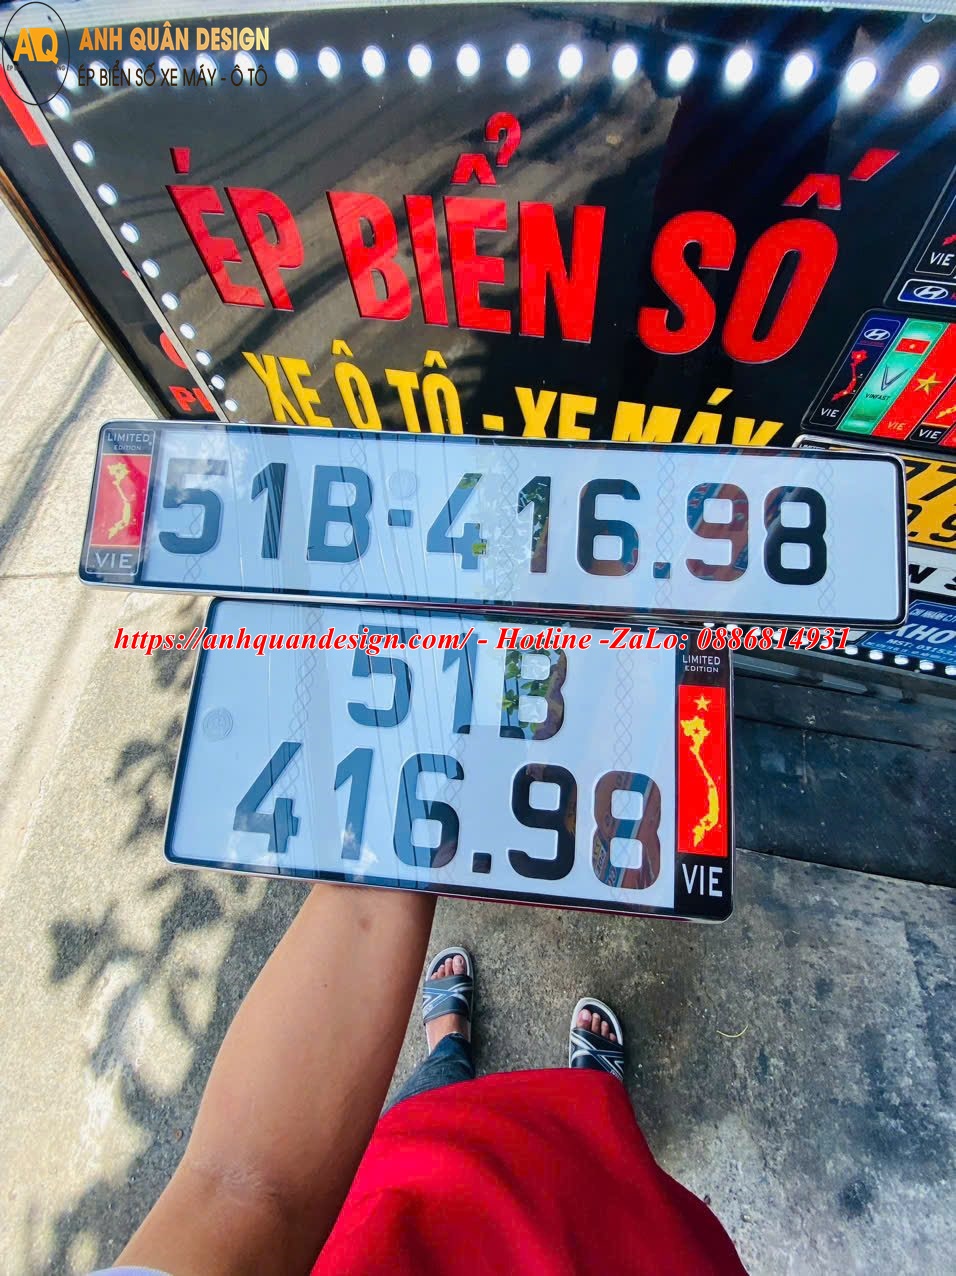 AQ
ANH QUÂN DESIGN
ÉP BIỂN SỐ XE MÁY - Ô TÔ
ÉP BIỂN SỐ
XE Ô TÔ - XE MÁY
VIE
VINFAST
VIE
VIE
VIE
LIMITED
EDITION
VIE
51B-416.98
https://anhquandesign.com/ - Hotline -ZaLo: 0886814931
51B
416.98
LIMITED
EDITION
VIE